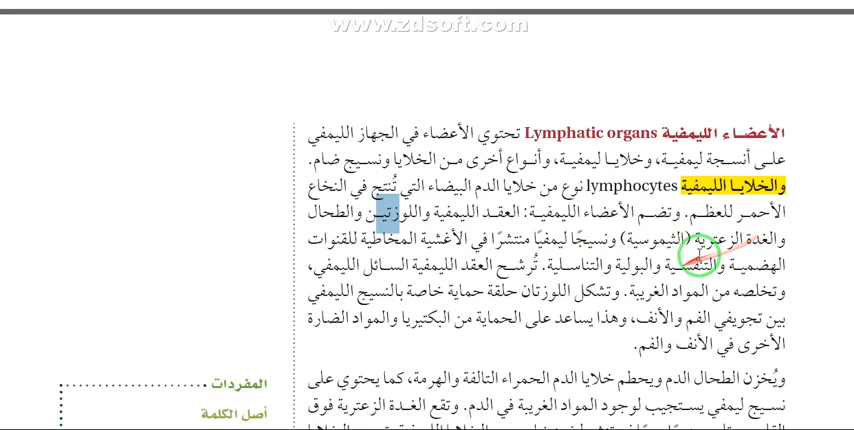 www.zdsoft.com
الأعضاء الليمفية Lymphatic organs تحتوي الأعضاء في الجهاز الليمفي
على أنسجة ليمفية، وخلايا ليمفية، وأنواع أخرى من الخلايا ونسيج ضام.
والخلايا الليمفية lymphocytes نوع من خلايا الدم البيضاء التي تُنتج في النخاع
الأحمر للعظم. وتضم الأعضاء الليمفية: العقد الليمفية واللوزتين والطحال
والغدة الزعترية (الثيموسية) ونسيجًا ليمفيًا منتشرًا في الأغشية المخاطية للقنوات
الهضمية والتنفسية والبولية والتناسلية. تُرشح العقد الليمفية السائل الليمفي،
وتخلصه من المواد الغريبة. وتشكل اللوزتان حلقة حماية خاصة بالنسيج الليمفي
بين تجويفي الفم والأنف، وهذا يساعد على الحماية من البكتيريا والمواد الضارة
الأخرى في الأنف والفم.
ويُخزن الطحال الدم ويحطم خلايا الدم الحمراء التالفة والهرمة، كما يحتوي على
نسيج ليمفي يستجيب لوجود المواد الغريبة في الدم. وتقع الغدة الزعترية فوق
المفردات
أصل الكلمة